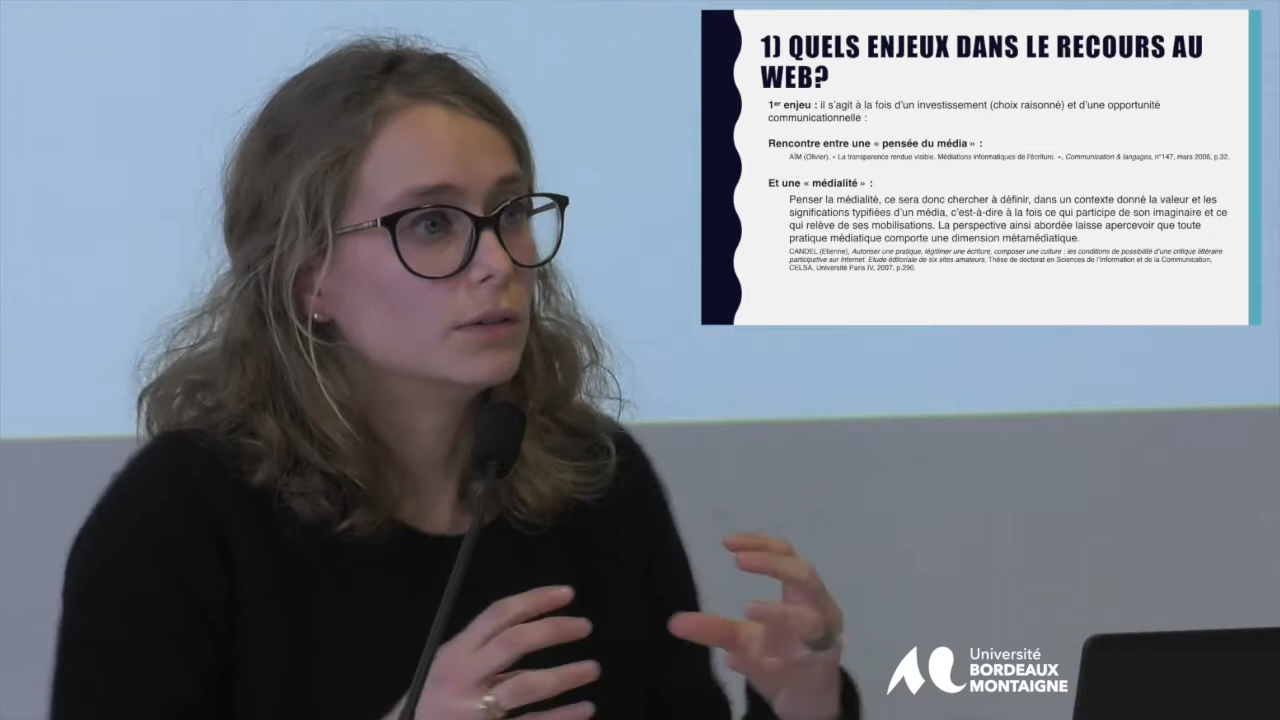 1) QUELS ENJEUX DANS LE RECOURS AU
WEB?
1er enjeu : il s'agit à la fois d'un investissement (choix raisonné) et d'une opportunité
communicationnelle :
Rencontre entre une « pensée du média » :
AÏM (Olivier), « La transparence rendue visible. Médiations informatiques de l'écriture. », Communication & langages, n°147, mars 2006, p.32.
Et une « médialité » :
Penser la médialité, ce sera donc chercher à définir, dans un contexte donné la valeur et les
significations typifiées d'un média, c'est-à-dire à la fois ce qui participe de son imaginaire et ce
qui relève de ses mobilisations. La perspective ainsi abordée laisse apercevoir que toute
pratique médiatique comporte une dimension métamédiatique.
CANDEL (Etienne), Autoriser une pratique, légitimer une écriture, composer une culture : les conditions de possibilité d'une critique littéraire
participative sur Internet. Etude éditoriale de six sites amateurs, Thèse de doctorat en Sciences de l'Information et de la Communication,
CELSA, Université Paris IV, 2007, p.290.
Université
BORDEAUX
MONTAIGNE